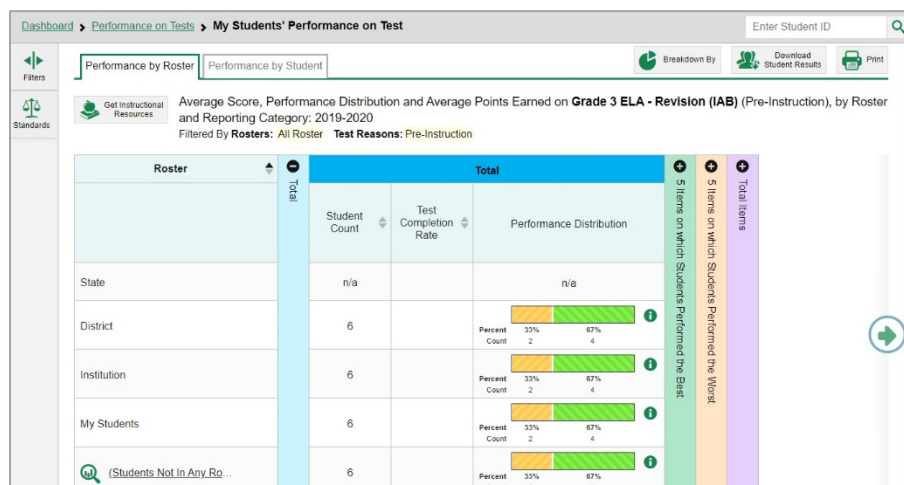 Dashboard > Performance on Tests > My Students' Performance on Test
Enter Student ID
Filters
Standards
Performance by Roster
Performance by Student
Breakdown By
Download
Student Results
Print
Get Instructional
Resources
Average Score, Performance Distribution and Average Points Earned on Grade 3 ELA - Revision (IAB) (Pre-Instruction), by Roster
and Reporting Category: 2019-2020
Filtered By Rosters: All Roster Test Reasons: Pre-Instruction
Roster
Total
Total
Student
Count
Test
Completion
Rate
Performance Distribution
5 Items on which Students Performed the Best
5 Items on which Students Performed the Worst
Total Items
State
n/a
n/a
District
6
Percent 33% 67%
Count 2 4
Institution
6
Percent 33% 67%
Count 2 4
My Students
6
Percent 33% 67%
Count 2 4
(Students Not In Any Ro...
6
Percent 33% 67%